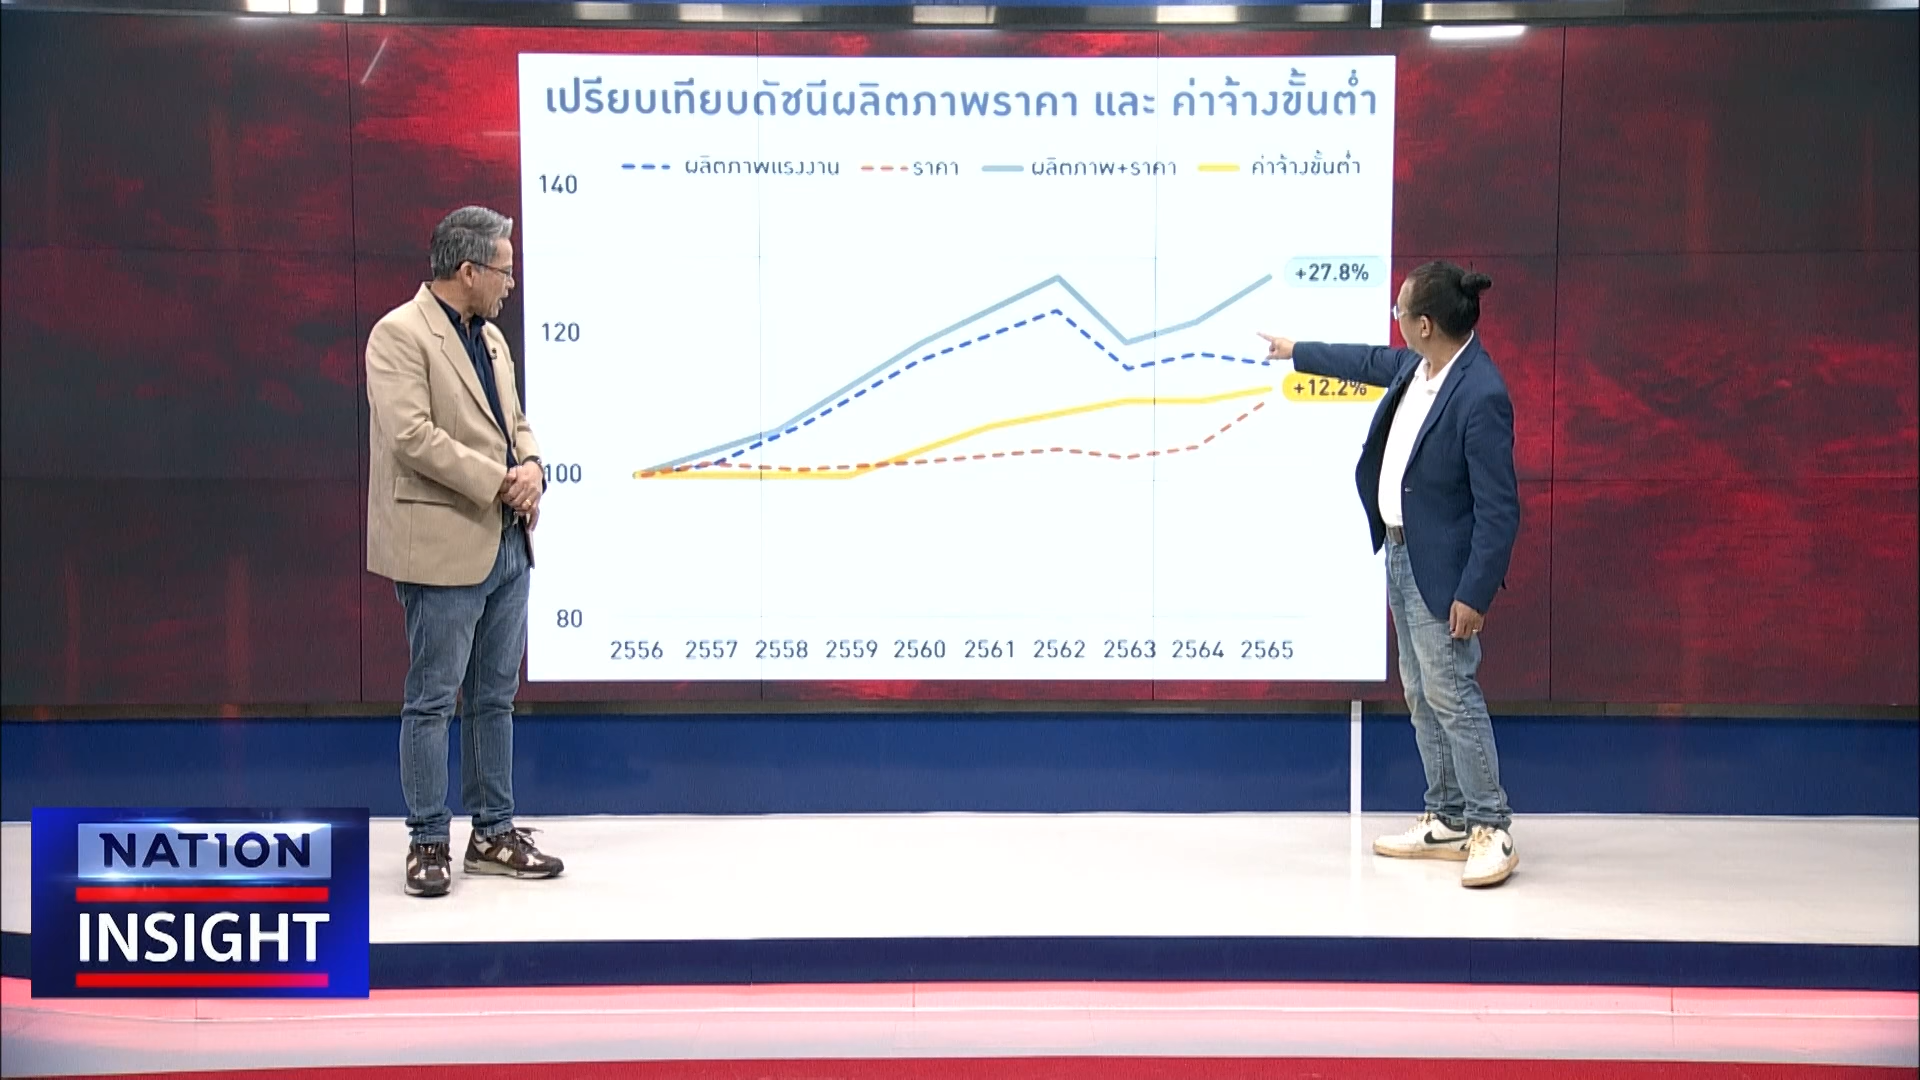 เปรียบเทียบดัชนีผลิตภาพราคา และ ค่าจ้างขั้นต่ำ
ผลิตภาพแรงงาน ราคา ผลิตภาพ+ราคา ค่าจ้างขั้นต่ำ
140
+27.8%
120
+12.2%
100
80
2556 2557 2558 2559 2560 2561 2562 2563 2564 2565
NATION
INSIGHT